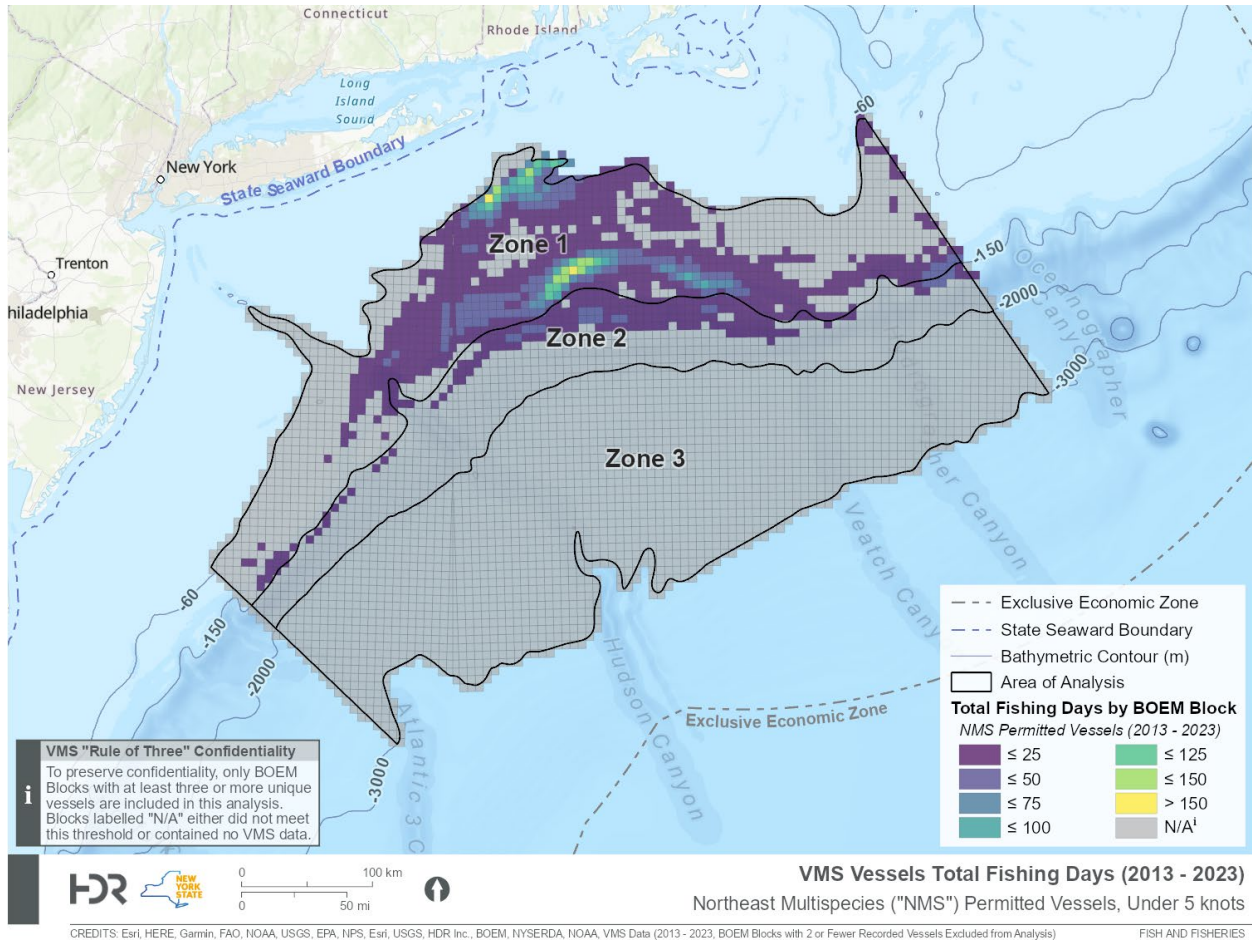 Connecticut
Rhode Island
Long
Island
Sound
New York
State Seaward Boundary
-60
Zone 1
Trenton
-150
Oceanographer
Canyon
-2000
hiladelphia
Zone 2
New Jersey
-3000
Zone 3
her Canyon
Veatch Cany
-60
-150
-2000
Hudson Canyon
Exclusive Economic Zone
Atlantic 3 C
-3000
Exclusive Economic Zone
State Seaward Boundary
Bathymetric Contour (m)
Area of Analysis
Total Fishing Days by BOEM Block
NMS Permitted Vessels (2013 - 2023)
≤ 25
≤ 50
≤ 75
≤ 100
≤ 125
≤ 150
> 150
N/Aⁱ
VMS "Rule of Three" Confidentiality
i
To preserve confidentiality, only BOEM
Blocks with at least three or more unique
vessels are included in this analysis.
Blocks labelled "N/A" either did not meet
this threshold or contained no VMS data.
HDR
NEW
YORK
STATE
0
100 km
0
50 mi
VMS Vessels Total Fishing Days (2013 - 2023)
Northeast Multispecies ("NMS") Permitted Vessels, Under 5 knots
CREDITS: Esri, HERE, Garmin, FAO, NOAA, USGS, EPA, NPS, Esri, USGS, HDR Inc., BOEM, NYSERDA, NOAA, VMS Data (2013 - 2023, BOEM Blocks with 2 or Fewer Recorded Vessels Excluded from Analysis)
FISH AND FISHERIES